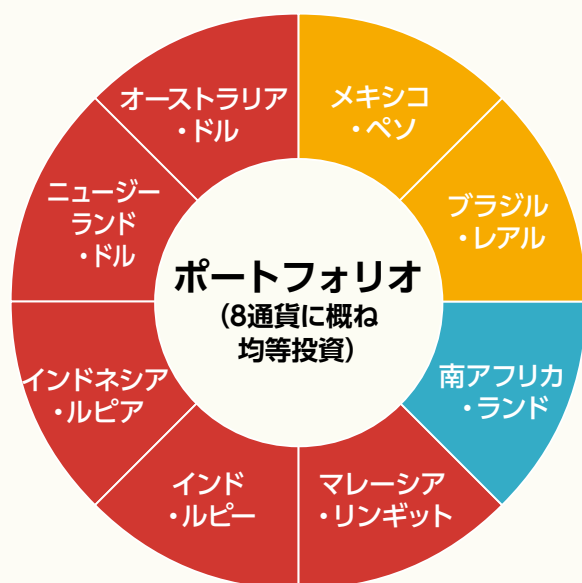 オーストラリア
・ドル
メキシコ
・ペソ
ニュージー
ランド
・ドル
ブラジル
・レアル
ポートフォリオ
(8通貨に概ね
均等投資)
インドネシア
・ルピア
南アフリカ
・ランド
インド
・ルピー
マレーシア
・リンギット